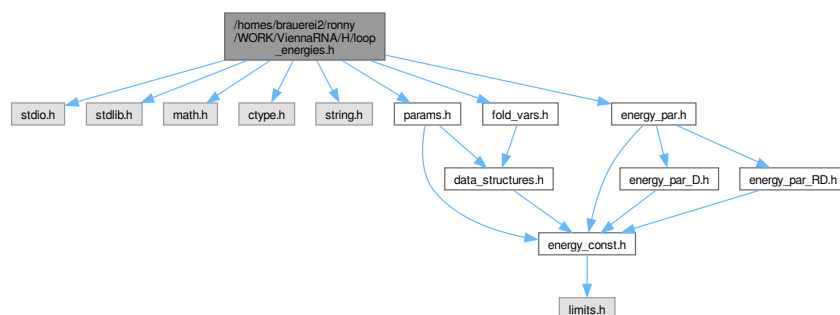 /homes/brauerei2/ronny
/WORK/ViennaRNA/H/loop
_energies.h
stdio.h
stdlib.h
math.h
ctype.h
string.h
params.h
fold_vars.h
energy_par.h
data_structures.h
energy_par_D.h
energy_par_RD.h
energy_const.h
limits.h